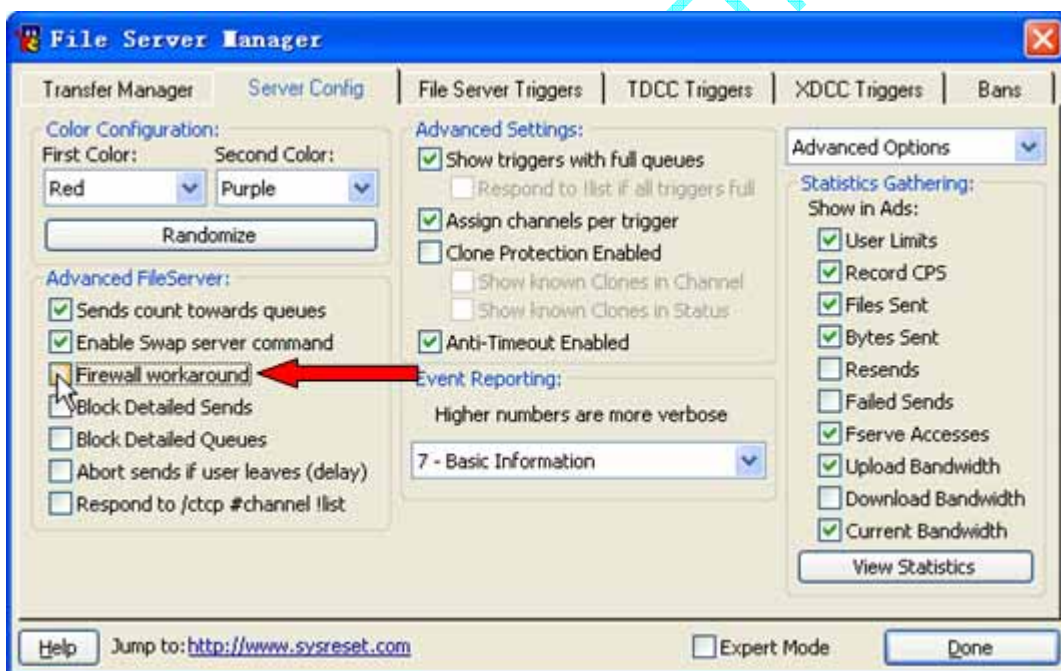 File Server Manager
Transfer Manager
Server Config
File Server Triggers
TDCC Triggers
XDCC Triggers
Bans
Color Configuration:
First Color:
Second Color:
Red
Purple
Randomize
Advanced FileServer:
Sends count towards queues
Enable Swap server command
Firewall workaround
Block Detailed Sends
Block Detailed Queues
Abort sends if user leaves (delay)
Respond to /ctcp #channel !list
Advanced Settings:
Show triggers with full queues
Respond to !list if all triggers full
Assign channels per trigger
Clone Protection Enabled
Show known Clones in Channel
Show known Clones in Status
Anti-Timeout Enabled
Event Reporting:
Higher numbers are more verbose
7 - Basic Information
Advanced Options
Statistics Gathering:
Show in Ads:
User Limits
Record CPS
Files Sent
Bytes Sent
Resends
Failed Sends
Fserve Accesses
Upload Bandwidth
Download Bandwidth
Current Bandwidth
View Statistics
Help
Jump to: http://www.sysreset.com
Expert Mode
Done